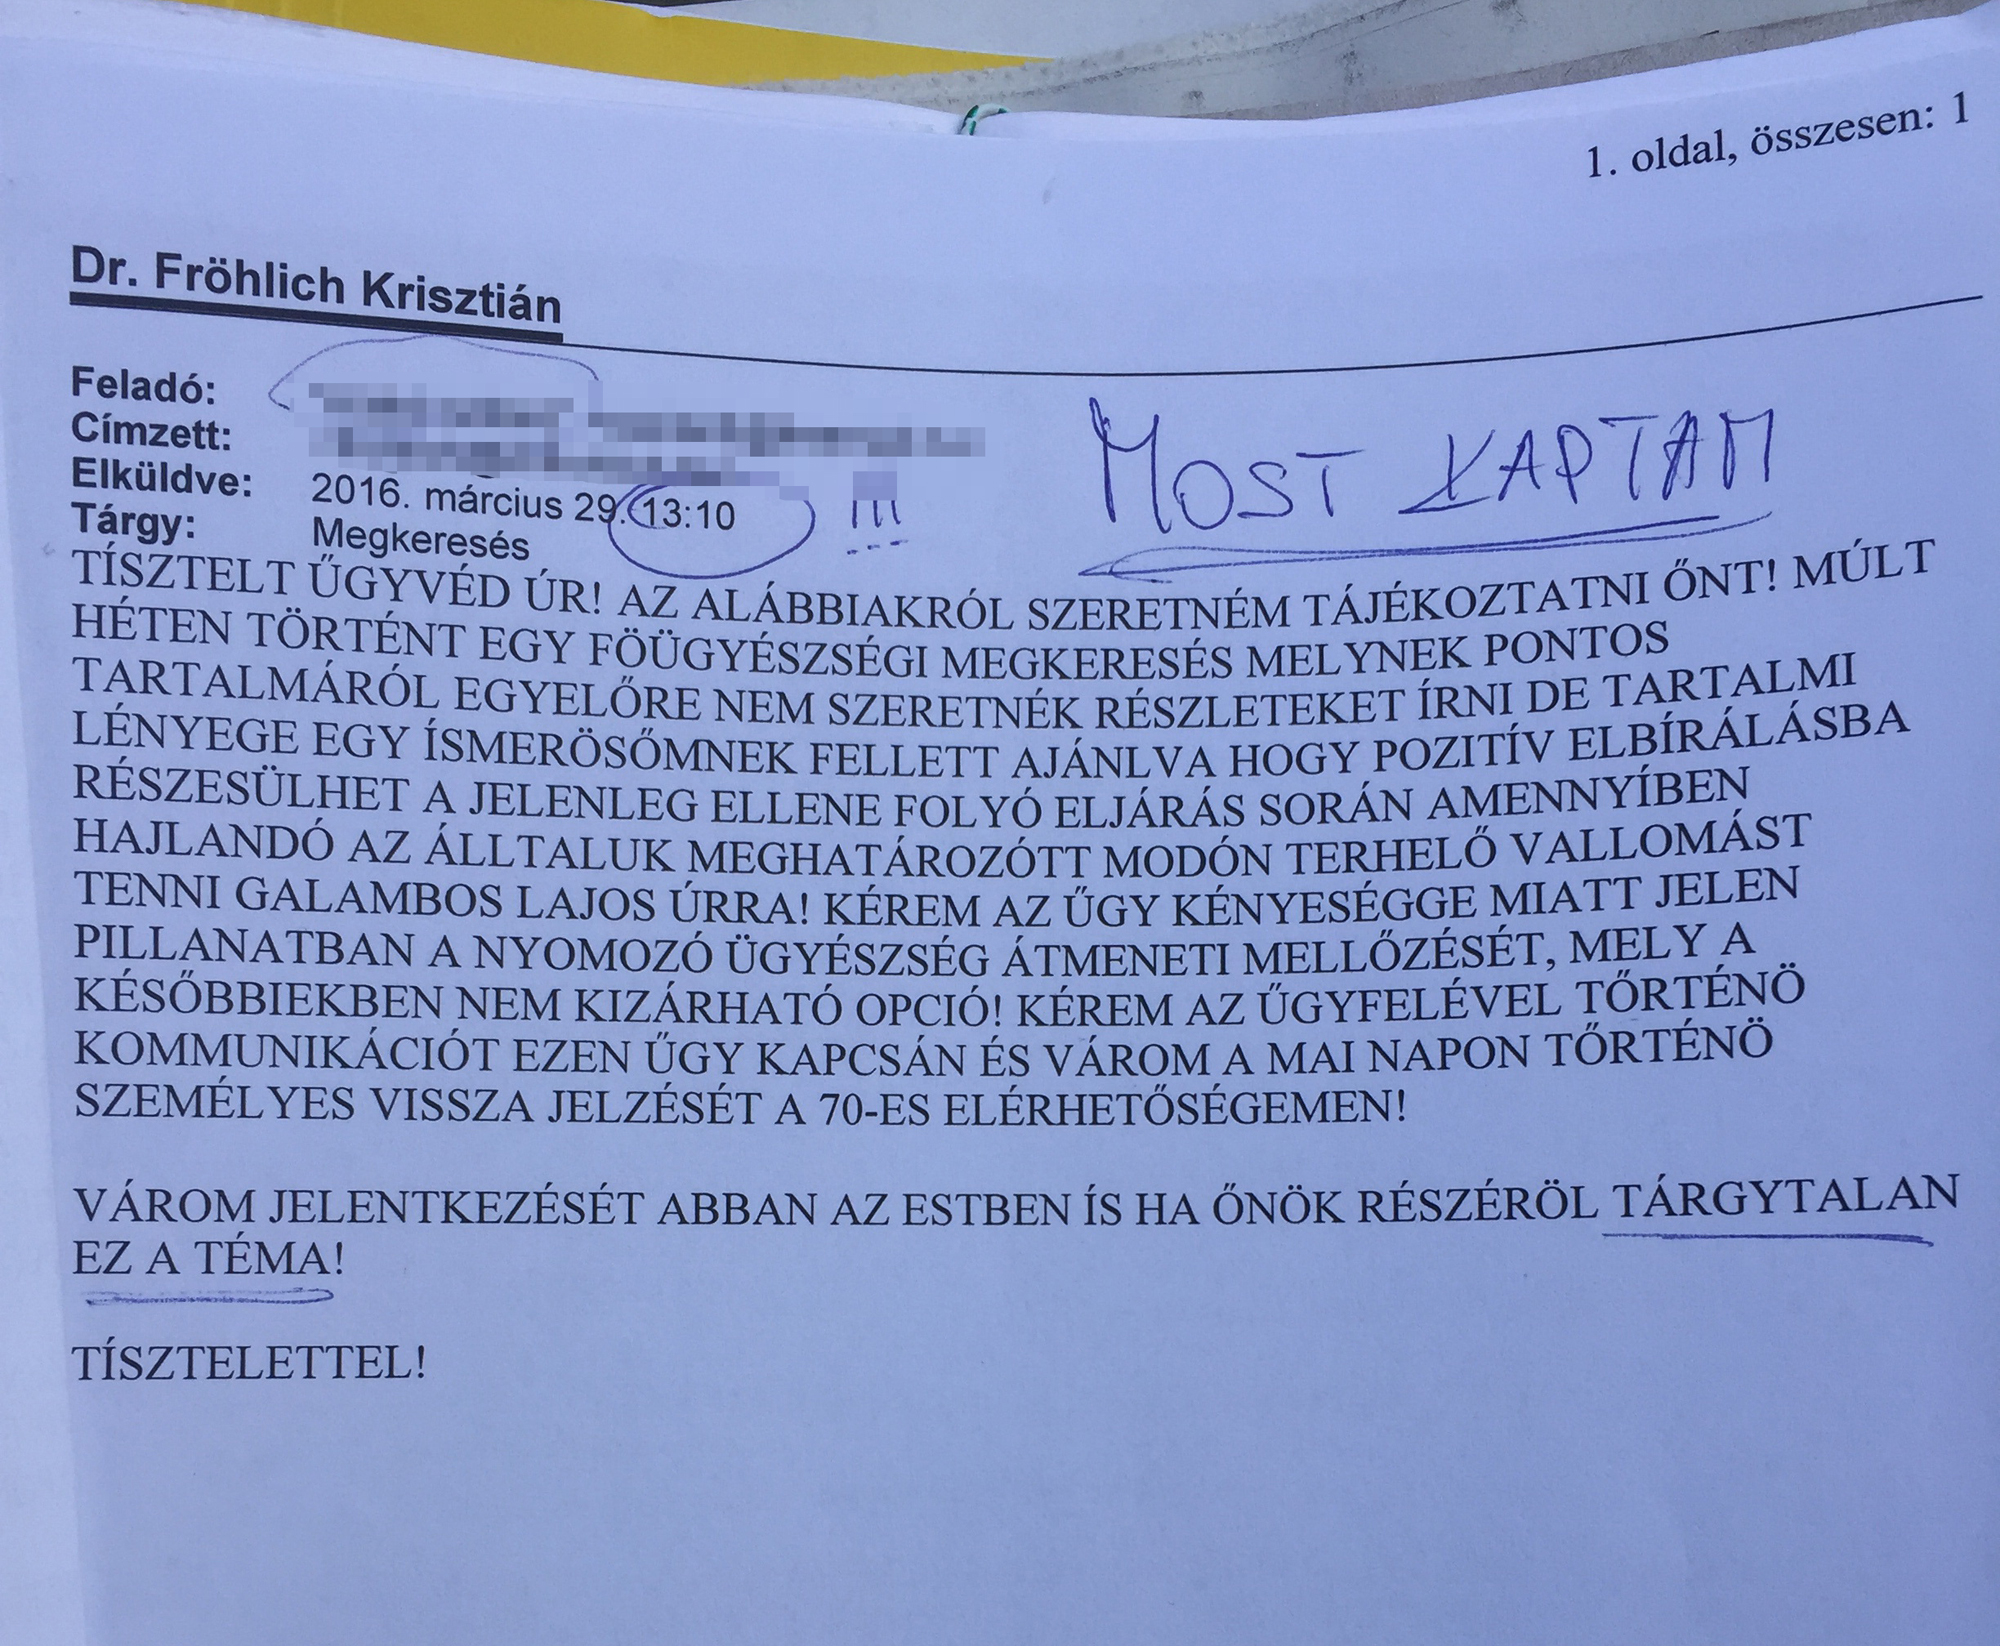 1. oldal, összesen: 1
Dr. Fröhlich Krisztián
Feladó:
Címzett:
Elküldve: 2016. március 29. 13:10 !!!
Tárgy: Megkeresés
MOST KAPTAM
TÍSZTELT ŰGYVÉD ÚR! AZ ALÁBBIAKRÓL SZERETNÉM TÁJÉKOZTATNI ŐNT! MÚLT
HÉTEN TÖRTÉNT EGY FÖÜGYÉSZSÉGI MEGKERESÉS MELYNEK PONTOS
TARTALMÁRÓL EGYELŐRE NEM SZERETNÉK RÉSZLETEKET ÍRNI DE TARTALMI
LÉNYEGE EGY ÍSMERÖSŐMNEK FELLETT AJÁNLVA HOGY POZITÍV ELBÍRÁLÁSBA
RÉSZESÜLHET A JELENLEG ELLENE FOLYÓ ELJÁRÁS SORÁN AMENNYÍBEN
HAJLANDÓ AZ ÁLLTALUK MEGHATÁROZÓTT MODÓN TERHELŐ VALLOMÁST
TENNI GALAMBOS LAJOS ÚRRA! KÉREM AZ ŰGY KÉNYESÉGGE MIATT JELEN
PILLANATBAN A NYOMOZÓ ÜGYÉSZSÉG ÁTMENETI MELLŐZÉSÉT, MELY A
KÉSŐBBIEKBEN NEM KIZÁRHATÓ OPCIÓ! KÉREM AZ ŰGYFELÉVEL TŐRTÉNÖ
KOMMUNIKÁCIÓT EZEN ŰGY KAPCSÁN ÉS VÁROM A MAI NAPON TŐRTÉNÖ
SZEMÉLYES VISSZA JELZÉSÉT A 70-ES ELÉRHETŐSÉGEMEN!
VÁROM JELENTKEZÉSÉT ABBAN AZ ESTBEN ÍS HA ŐNÖK RÉSZÉRÖL TÁRGYTALAN
EZ A TÉMA!
TÍSZTELETTEL!